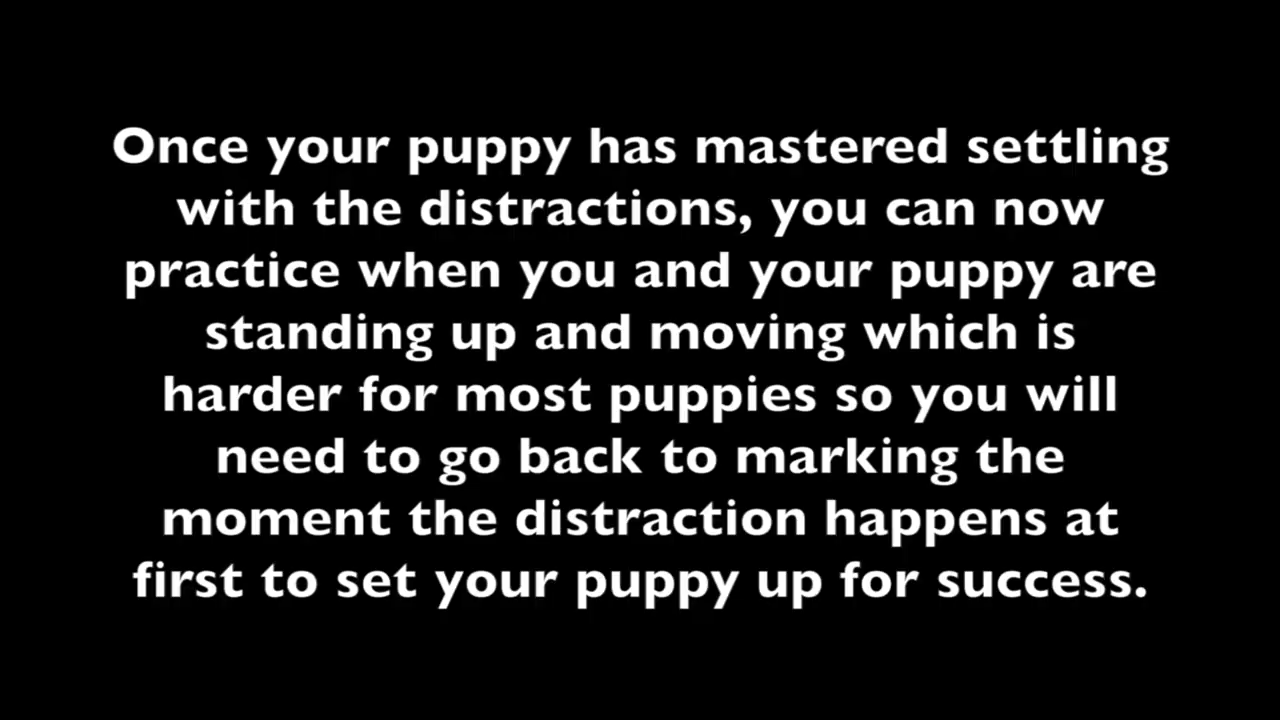 Once your puppy has mastered settling
with the distractions, you can now
practice when you and your puppy are
standing up and moving which is
harder for most puppies so you will
need to go back to marking the
moment the distraction happens at
first to set your puppy up for success.